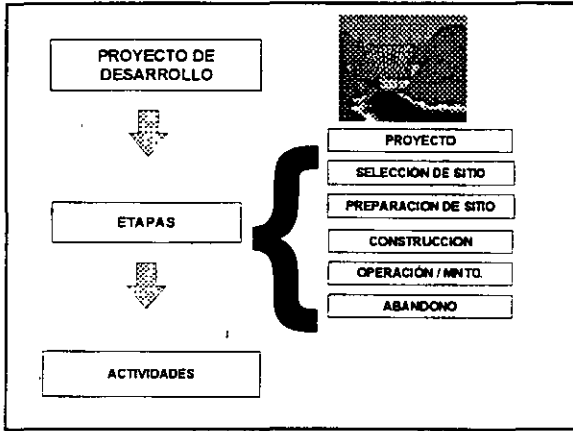 PROYECTO DE
DESARROLLO
ETAPAS
ACTIVIDADES
PROYECTO
SELECCION DE SITIO
PREPARACION DE SITIO
CONSTRUCCION
OPERACIÓN / MNTO.
ABANDONO